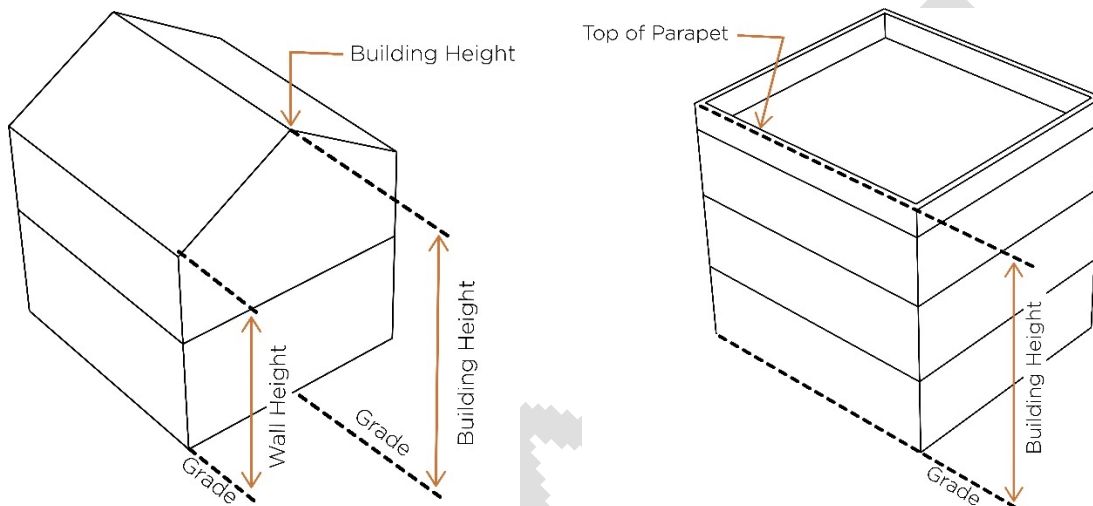 Building Height
Wall Height
Building Height
Grade
Grade
Top of Parapet
Building Height
Grade